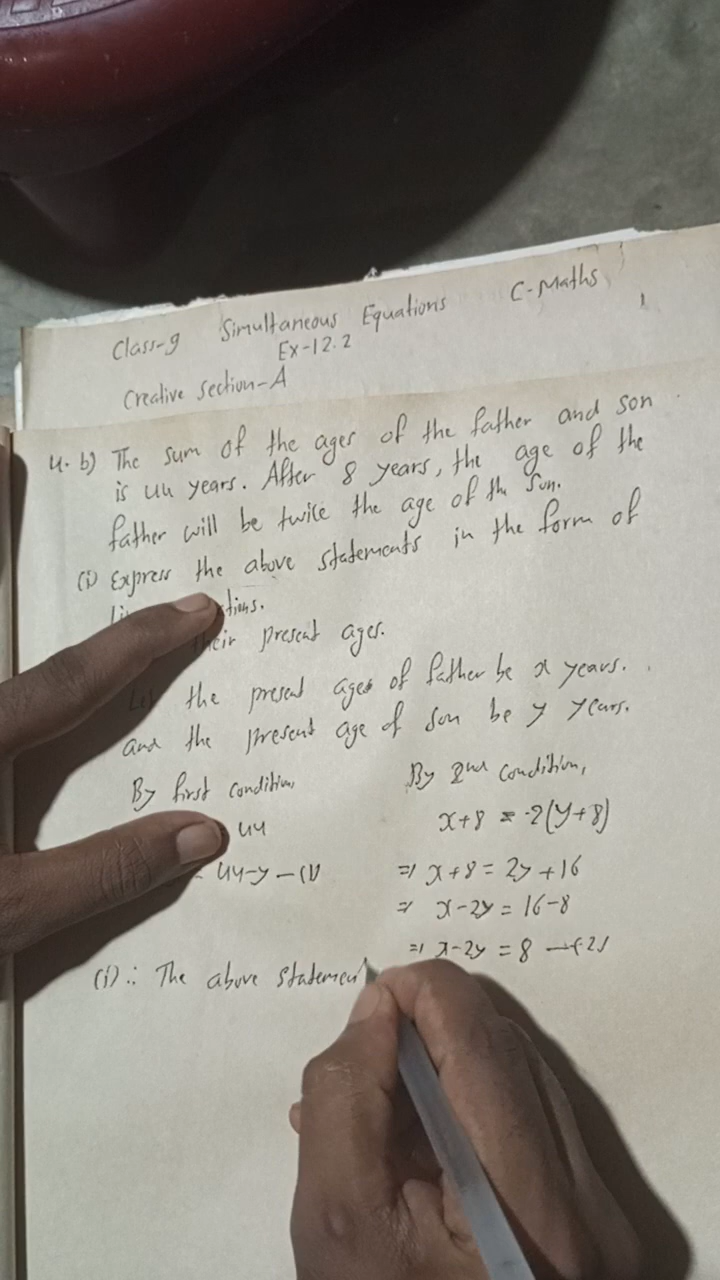 C-Maths
Class-9 Simultaneous Equations
Ex-12.2
Creative Section-A
4. b) The sum of the ages of the father and son
is 44 years. After 8 years, the age of the
father will be twice the age of the son.
(i) Express the above statements in the form of
tions.
their present ages.
Let the present ages of father be x years.
and the present age of son be y years.
By first condition,
44
= 44-y — (1)
By 2nd condition,
x+8 = 2(y+8)
=) x+8 = 2y+16
=) x-2y = 16-8
=) x-2y = 8 — (2)
(i) ∴ The above statemen